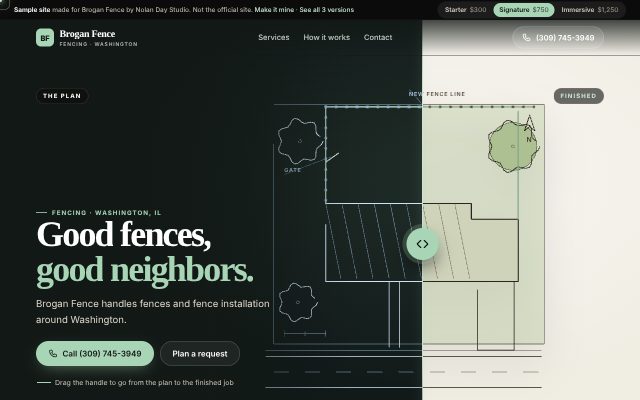 Sample site made for Brogan Fence by Nolan Day Studio. Not the official site. Make it mine · See all 3 versions
Starter $300 Signature $750 Immersive $1,250
BF Brogan Fence
FENCING · WASHINGTON
Services How it works Contact
(309) 745-3949
THE PLAN
NEW FENCE LINE
FINISHED
N
GATE
FENCING · WASHINGTON, IL
Good fences,
good neighbors.
Brogan Fence handles fences and fence installation
around Washington.
Call (309) 745-3949
Plan a request
Drag the handle to go from the plan to the finished job